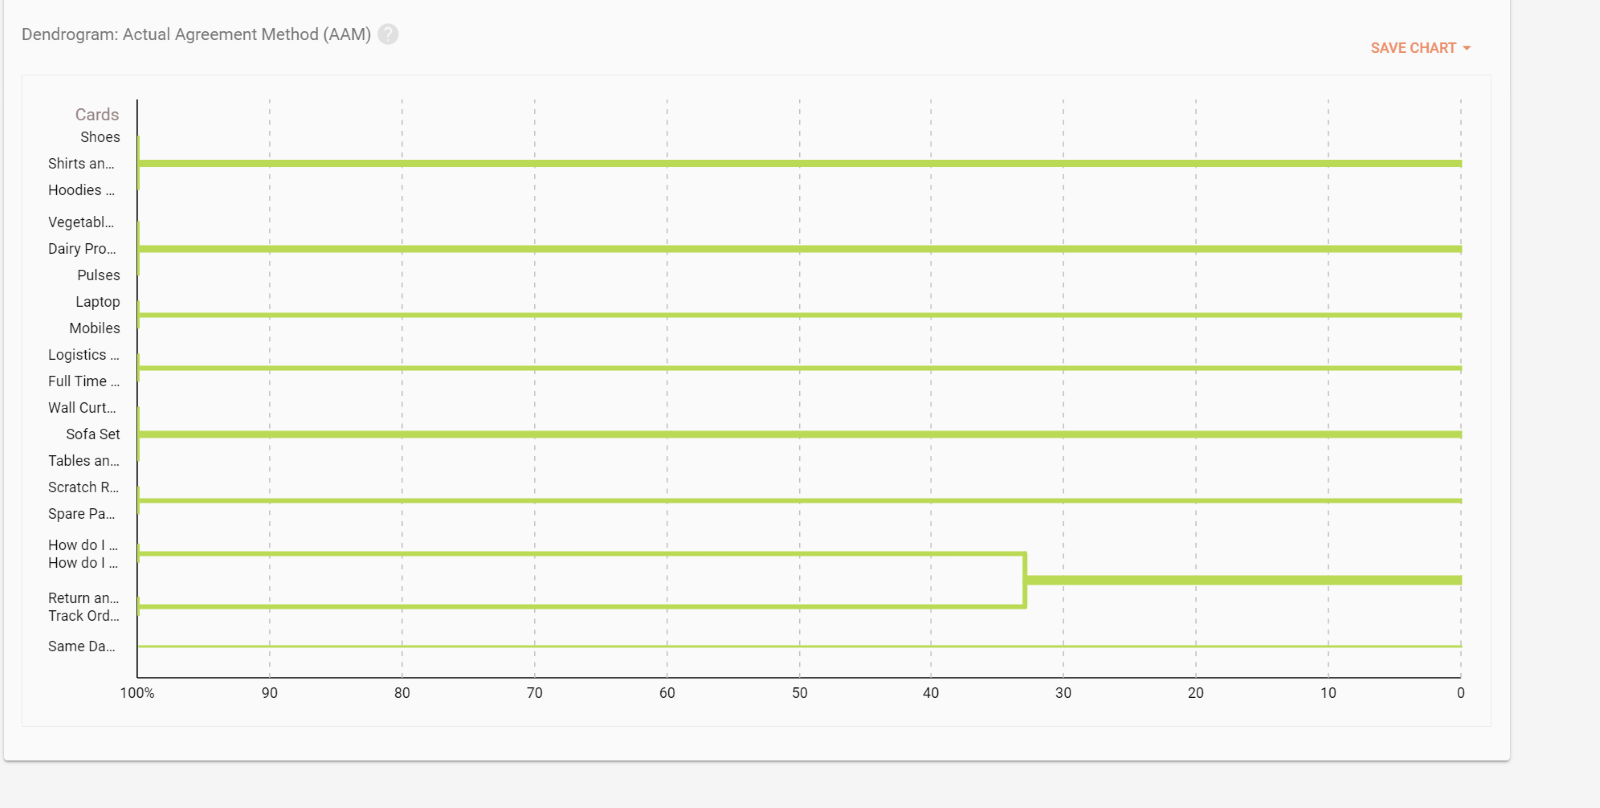 Dendrogram: Actual Agreement Method (AAM) ?
SAVE CHART
Cards
Shoes
Shirts an...
Hoodies ...
Vegetabl...
Dairy Pro...
Pulses
Laptop
Mobiles
Logistics ...
Full Time ...
Wall Curt...
Sofa Set
Tables an...
Scratch R...
Spare Pa...
How do I ...
How do I ...
Return an...
Track Ord...
Same Da...
100% 90 80 70 60 50 40 30 20 10 0